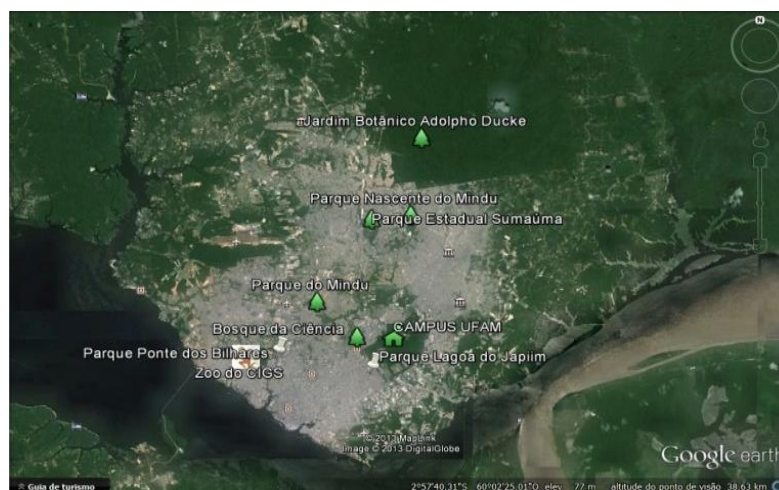 N
Jardim Botânico Adolpho Ducke
Parque Nascente do Mindu
Parque Estadual Sumaúma
Parque do Mindu
Bosque da Ciência
CAMPUS UFAM
Parque Ponte dos Bilhares
Parque Lagoa do Japiim
Zoo do CIGS
© 2013 MapLink
Image © 2013 DigitalGlobe
Google earth
Guia de turismo
2°57'40.31"S 60°02'25.01"O elev 77 m altitude do ponto de visão 38.63 km